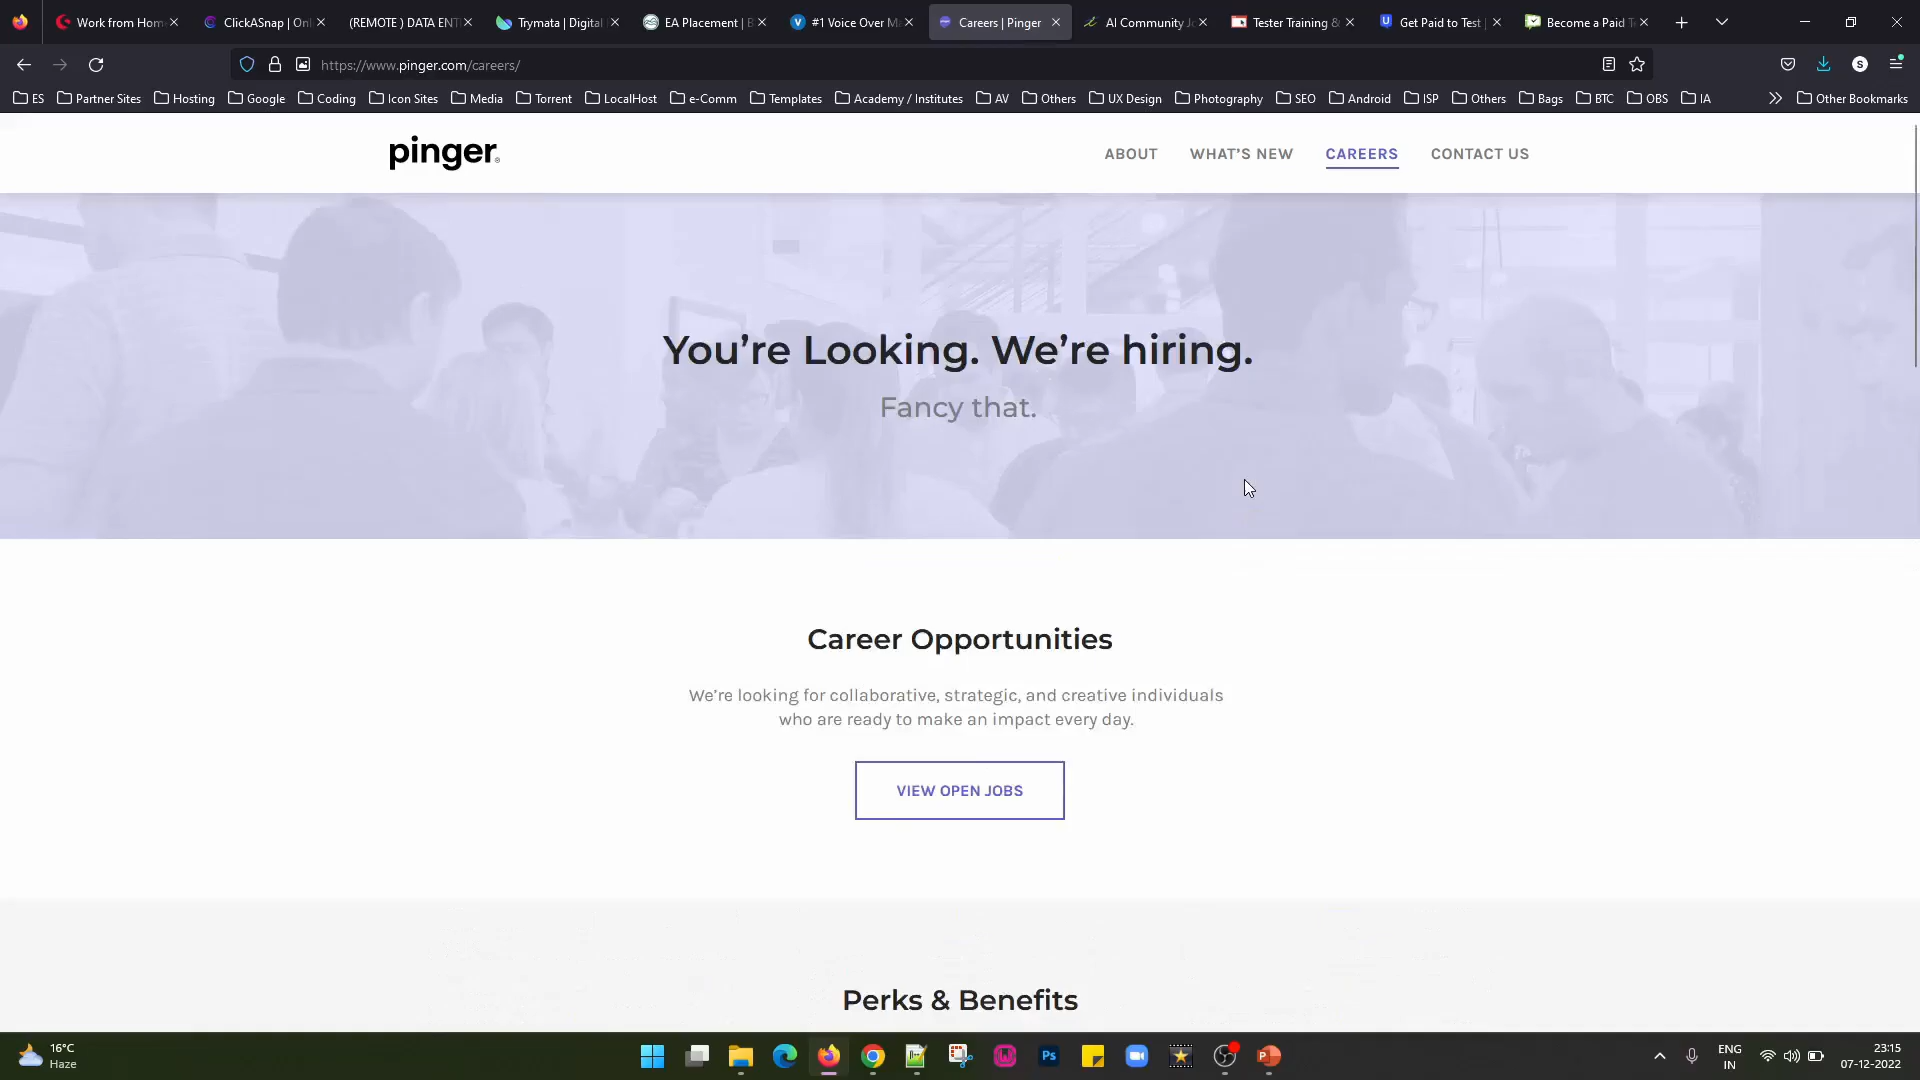 Work from Hom
ClickASnap | Onl
(REMOTE ) DATA ENT
Trymata | Digital
EA Placement | B
#1 Voice Over Ma
Careers | Pinger
AI Community Jo
Tester Training &
Get Paid to Test |
Become a Paid Te
https://www.pinger.com/careers/
ES
Partner Sites
Hosting
Google
Coding
Icon Sites
Media
Torrent
LocalHost
e-Comm
Templates
Academy / Institutes
AV
Others
UX Design
Photography
SEO
Android
ISP
Others
Bags
BTC
OBS
IA
Other Bookmarks
pinger
ABOUT
WHAT'S NEW
CAREERS
CONTACT US
You're Looking. We're hiring.
Fancy that.
Career Opportunities
We're looking for collaborative, strategic, and creative individuals
who are ready to make an impact every day.
VIEW OPEN JOBS
Perks & Benefits
16°C
Haze
ENG
IN
23:15
07-12-2022